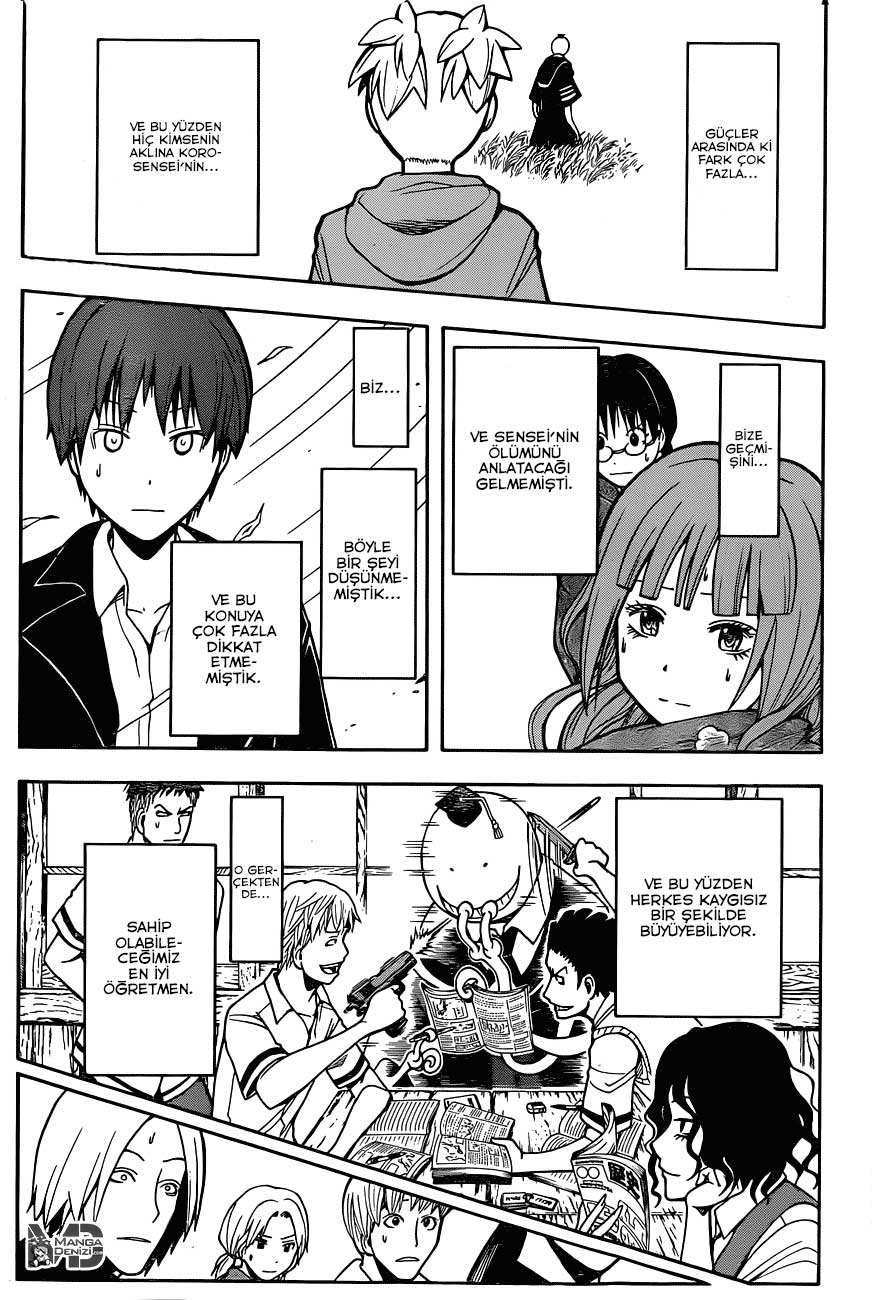 GÜÇLER
ARASINDA Kİ
FARK ÇOK
FAZLA...
VE BU YÜZDEN
HİÇ KİMSENİN
AKLINA KORO-
SENSEİ'NİN...
BİZE
GEÇMİ-
ŞİNİ...
VE SENSEİ'NİN
ÖLÜMÜNÜ
ANLATACAĞI
GELMEMİŞTİ.
BİZ...
BÖYLE
BİR ŞEYİ
DÜŞÜNME-
MİŞTİK...
VE BU
KONUYA
ÇOK FAZLA
DİKKAT
ETME-
MİŞTİK.
VE BU YÜZDEN
HERKES KAYGISIZ
BİR ŞEKİLDE
BÜYÜYEBİLİYOR.
O GER-
ÇEKTEN
DE...
SAHİP
OLABİLE-
CEĞİMİZ
EN İYİ
ÖĞRETMEN.
MANGA
DENİZİ